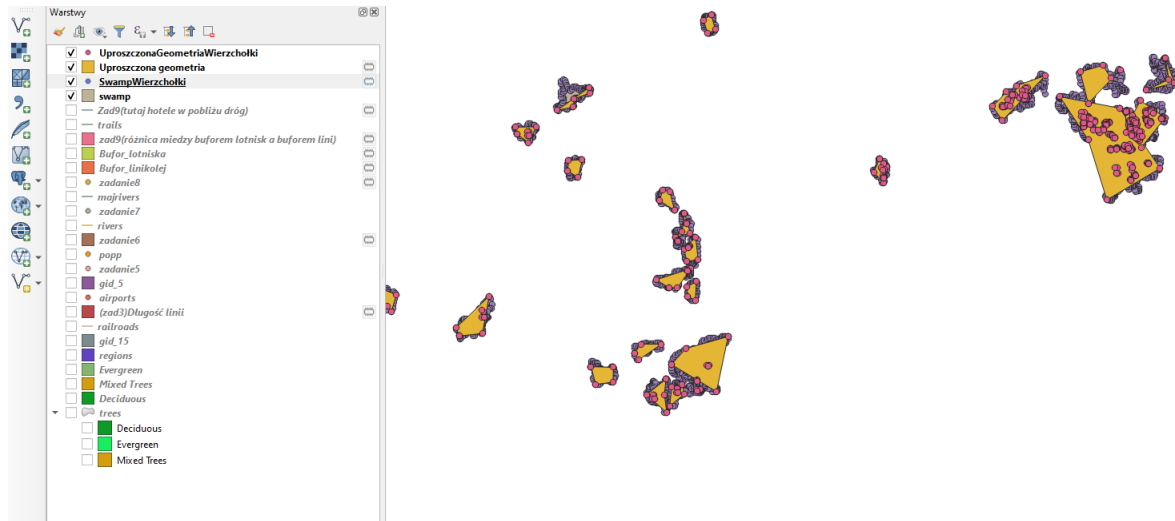 Warstwy
UproszczonaGeometriaWierzchołki
Uproszczona geometria
SwampWierzchołki
swamp
Zad9(tutaj hotele w pobliżu dróg)
trails
zad9(różnica miedzy buforem lotnisk a buforem lini)
Bufor_lotniska
Bufor_linikolej
zadanie8
majrivers
zadanie7
rivers
zadanie6
popp
zadanie5
gid_5
airports
(zad3)Długość linii
railroads
gid_15
regions
Evergreen
Mixed Trees
Deciduous
trees
Deciduous
Evergreen
Mixed Trees